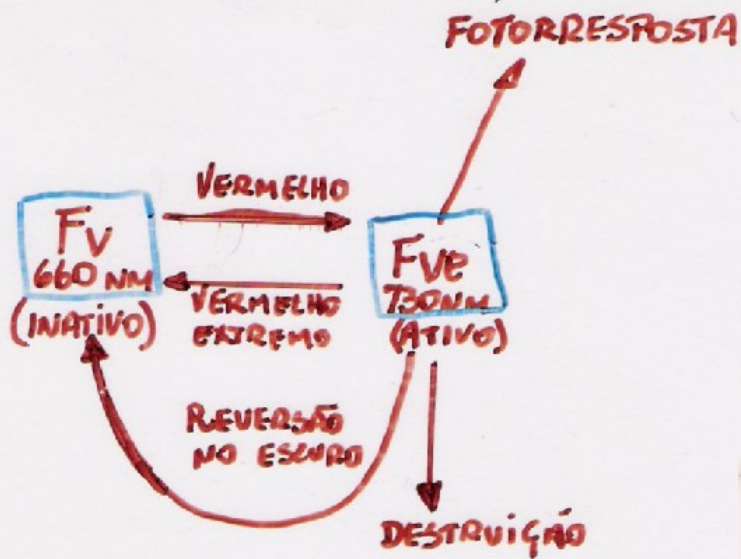 FOTORRESPOSTA
VERMELHO
Fv
660 NM
(INATIVO)
Fve
730NM
(ATIVO)
VERMELHO
EXTREMO
REVERSÃO
NO ESCURO
DESTRUIÇÃO